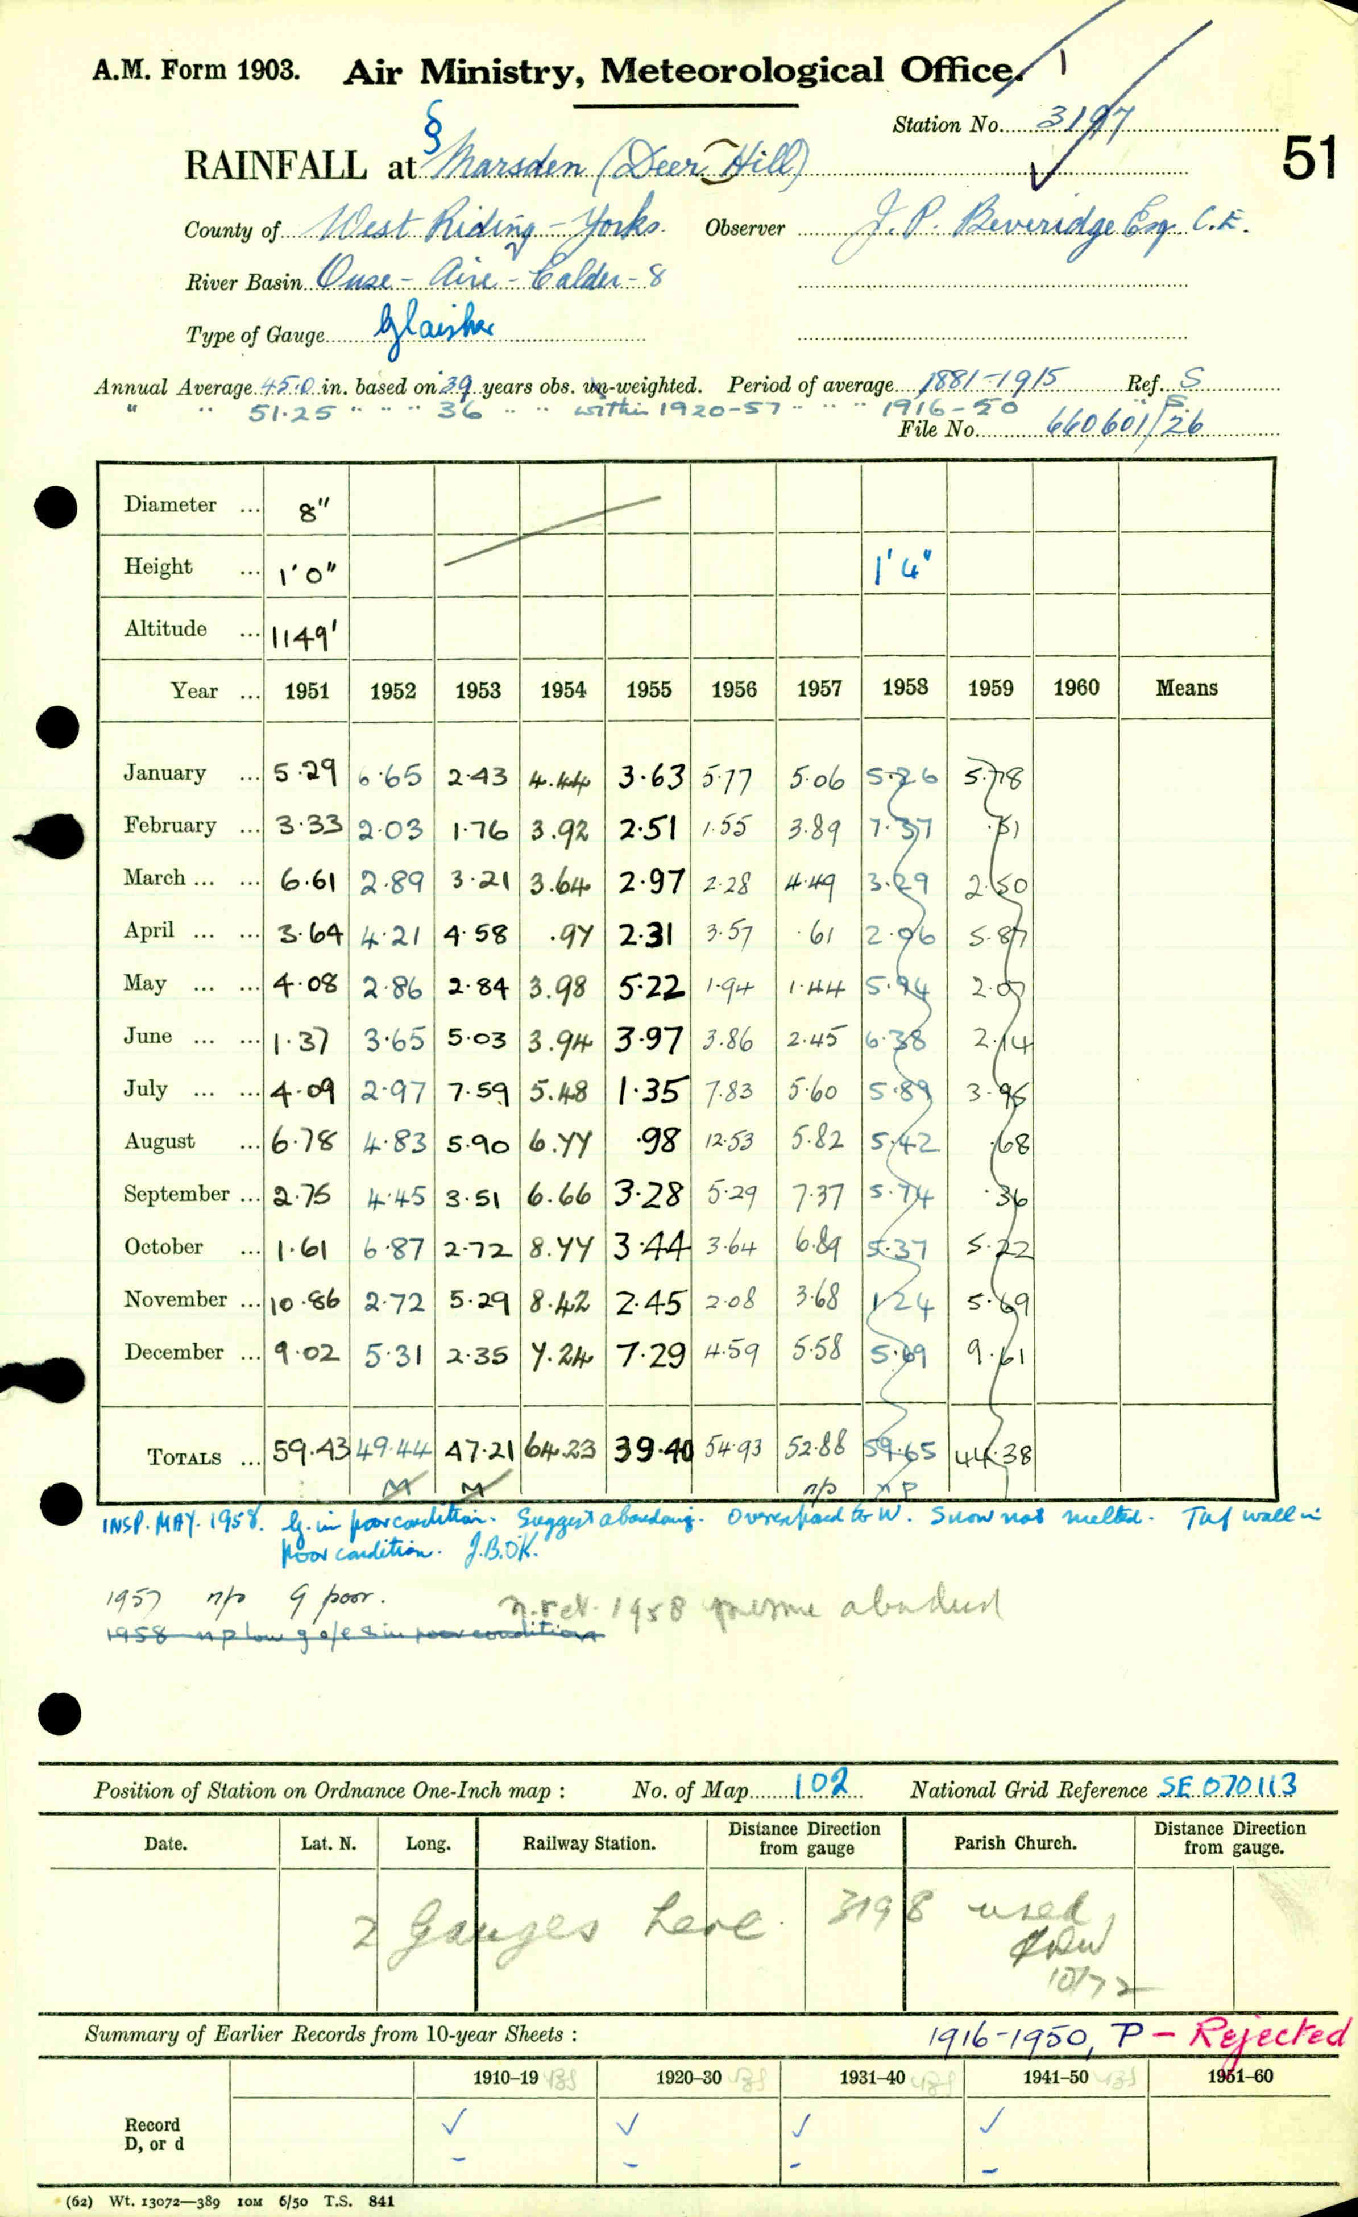 A.M. Form 1903. Air Ministry, Meteorological Office. 1
Station No. 3197
§
RAINFALL at Marsden (Deer Hill)
51
County of West Riding - Yorks. Observer J. P. Beveridge Esq. C.E.
River Basin Ouse - Aire - Calder - 8
Type of Gauge Glaisher
Annual Average 45.0 in. based on 39 years obs. un-weighted. Period of average 1881-1915 Ref. S
" " 51.25 " " " 36 " " within 1920-57 " " " 1916-50 " S.
File No. 660601/26
Diameter ... 8"
Height ... 1'0" 1'4"
Altitude ... 1149'
Year ... 1951 1952 1953 1954 1955 1956 1957 1958 1959 1960 Means
January ... 5.29 6.65 2.43 4.44 3.63 5.77 5.06 5.26 5.78
February ... 3.33 2.03 1.76 3.92 2.51 1.55 3.89 7.37 .51
March ... ... 6.61 2.89 3.21 3.64 2.97 2.28 4.49 3.29 2.50
April ... ... 3.64 4.21 4.58 .97 2.31 3.57 .61 2.96 5.87
May ... ... 4.08 2.86 2.84 3.98 5.22 1.94 1.44 5.94 2.07
June ... ... 1.37 3.65 5.03 3.94 3.97 3.86 2.45 6.38 2.14
July ... ... 4.09 2.97 7.59 5.48 1.35 7.83 5.60 5.89 3.95
August ... 6.78 4.83 5.90 6.77 .98 12.53 5.82 5.42 .68
September ... 2.75 4.45 3.51 6.66 3.28 5.29 7.37 5.74 .36
October ... 1.61 6.87 2.72 8.77 3.44 3.64 6.89 5.37 5.22
November ... 10.86 2.72 5.29 8.42 2.45 2.08 3.68 1.24 5.69
December ... 9.02 5.31 2.35 7.24 7.29 4.59 5.58 5.69 9.61
TOTALS ... 59.43 49.44 47.21 64.23 39.40 54.93 52.88 59.65 44.38
M M n/p n P
INSP. MAY. 1958. G. in poor condition. Suggest abandoning. Overexposed to W. Snow not melted. Turf wall in
poor condition. J.B.OK.
1957 n/p G poor.
1958 n p low g o/e & in poor condition
n. ret. 1958 presume abandoned
Position of Station on Ordnance One-Inch map : No. of Map 102 National Grid Reference SE 070113
Date. Lat. N. Long. Railway Station. Distance Direction from gauge Parish Church. Distance Direction from gauge.
2 Gauges here. 3198 used
10/72
Summary of Earlier Records from 10-year Sheets : 1916-1950, P - Rejected
1910–19 1920–30 1931–40 1941–50 1951–60
Record ✓ ✓ ✓ ✓
D, or d - - - -
(62) Wt. 13072—389 10M 6/50 T.S. 841